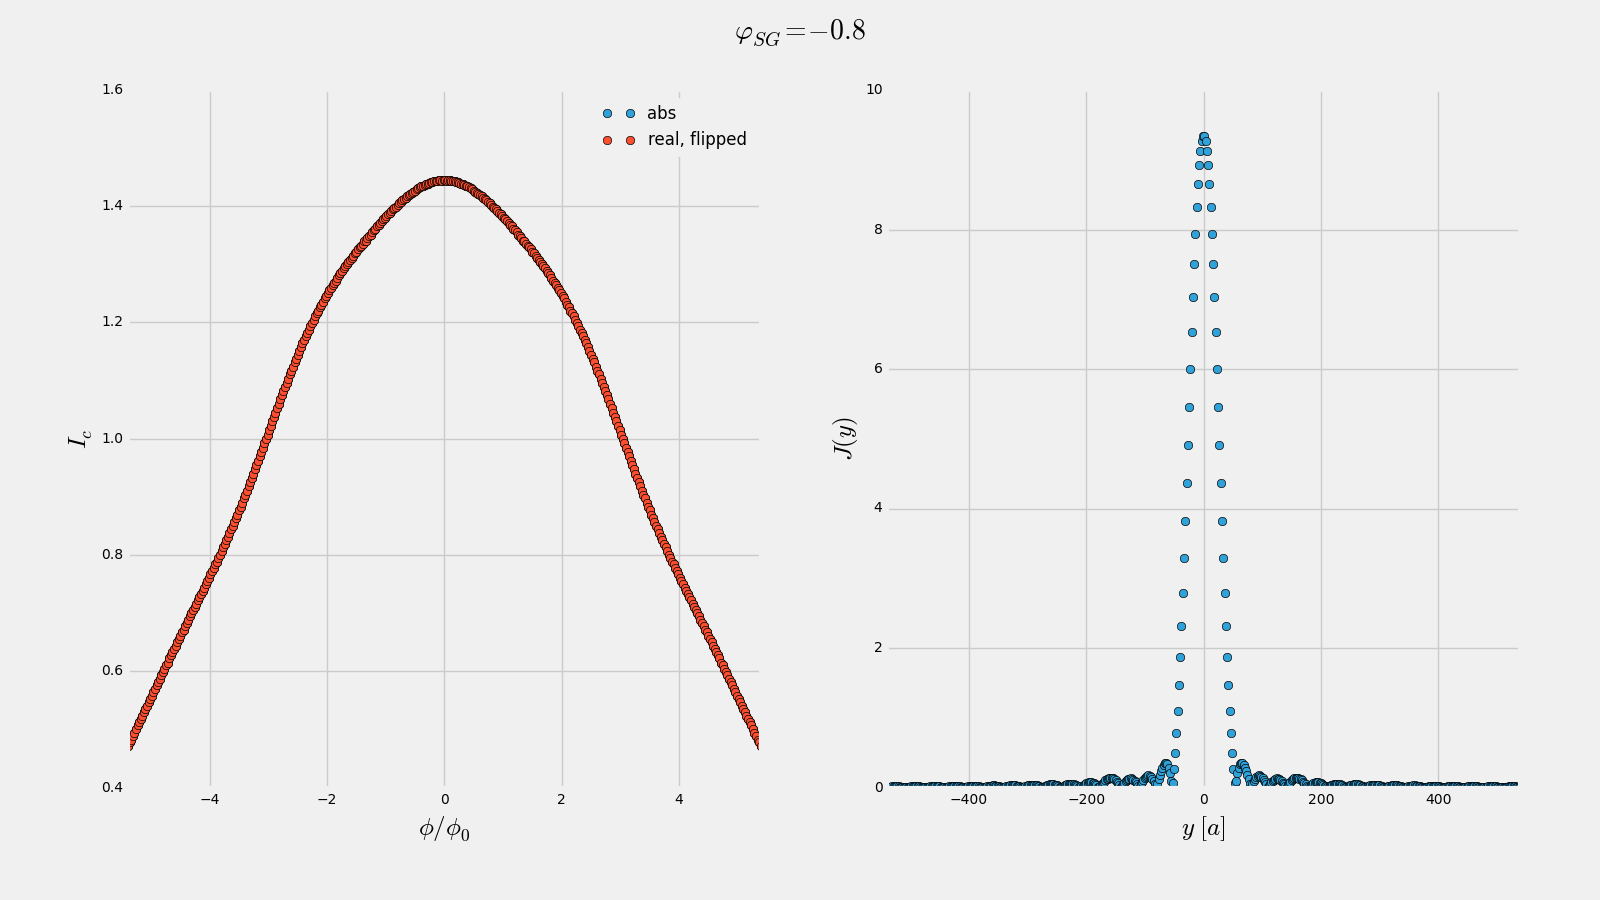 φ_SG = −0.8
1.6
1.4
1.2
1.0
0.8
0.6
0.4
−4 −2 0 2 4
I_c
ϕ/ϕ_0
abs
real, flipped
10
8
6
4
2
0
−400 −200 0 200 400
J(y)
y [a]